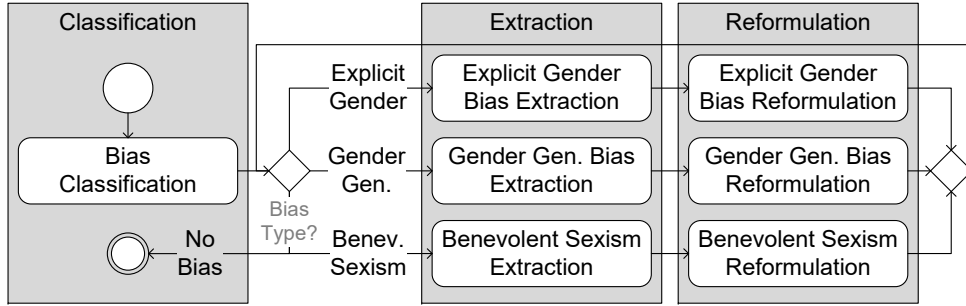 Classification
Extraction
Reformulation
Explicit
Gender
Explicit Gender
Bias Extraction
Explicit Gender
Bias Reformulation
Bias
Classification
Gender
Gen.
Gender Gen. Bias
Extraction
Gender Gen. Bias
Reformulation
Bias
Type?
No
Bias
Benev.
Sexism
Benevolent Sexism
Extraction
Benevolent Sexism
Reformulation